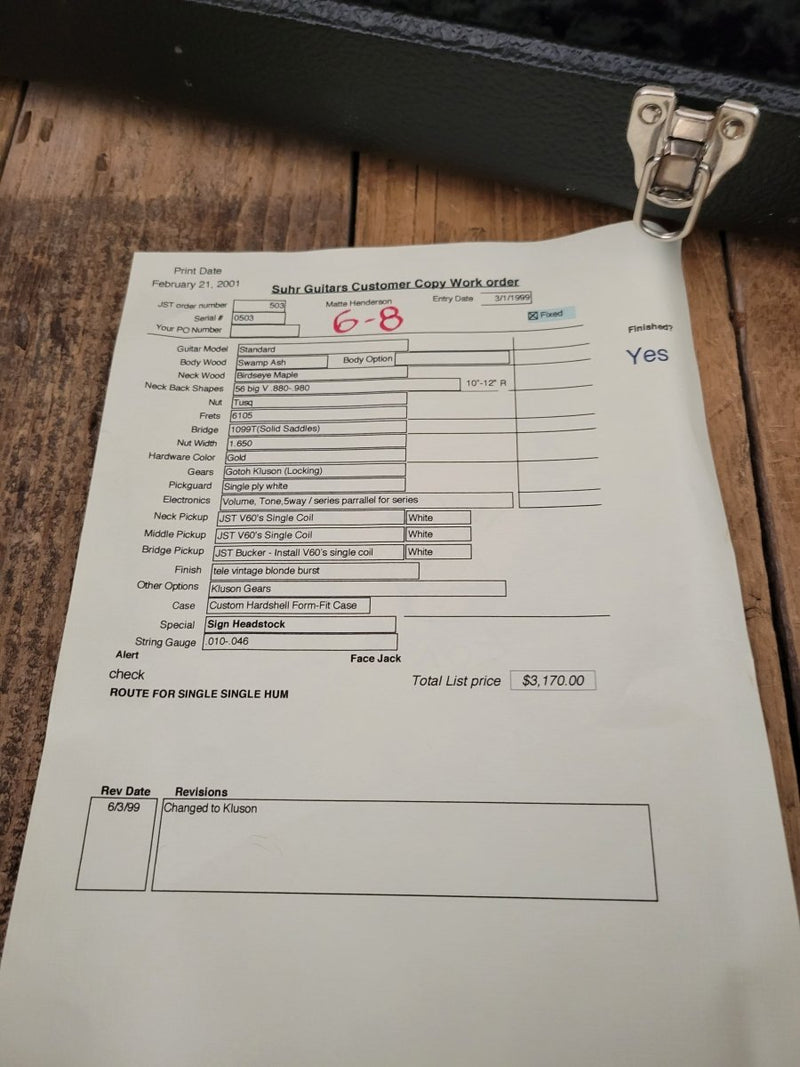 Print Date
February 21, 2001
Suhr Guitars Customer Copy Work order
JST order number 503 Matte Henderson Entry Date 3/1/1999
Serial # 0503 6-8 Fixed
Your PO Number
Finished?
Guitar Model Standard Yes
Body Wood Swamp Ash Body Option
Neck Wood Birdseye Maple
Neck Back Shapes 56 big V .880-.980 10"-12" R
Nut Tusq
Frets 6105
Bridge 1099T(Solid Saddles)
Nut Width 1.650
Hardware Color Gold
Gears Gotoh Kluson (Locking)
Pickguard Single ply white
Electronics Volume, Tone,5way / series parrallel for series
Neck Pickup JST V60's Single Coil White
Middle Pickup JST V60's Single Coil White
Bridge Pickup JST Bucker - Install V60's single coil White
Finish tele vintage blonde burst
Other Options Kluson Gears
Case Custom Hardshell Form-Fit Case
Special Sign Headstock
String Gauge .010-.046
Alert Face Jack
check Total List price $3,170.00
ROUTE FOR SINGLE SINGLE HUM
Rev Date Revisions
6/3/99 Changed to Kluson